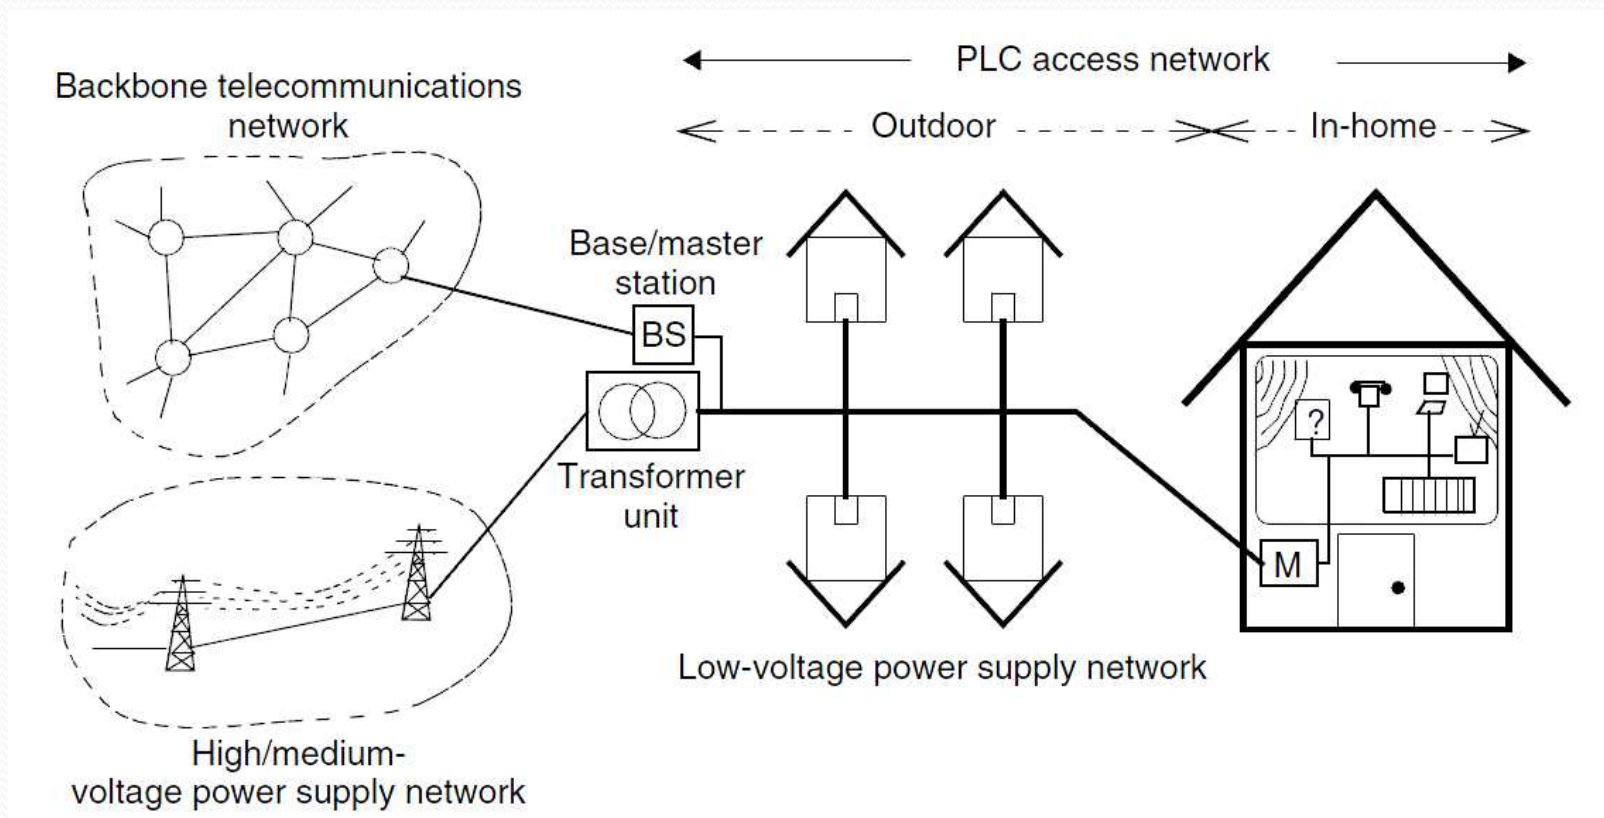 PLC access network
Backbone telecommunications
network
Outdoor
In-home
Base/master
station
BS
Transformer
unit
?
M
Low-voltage power supply network
High/medium-
voltage power supply network